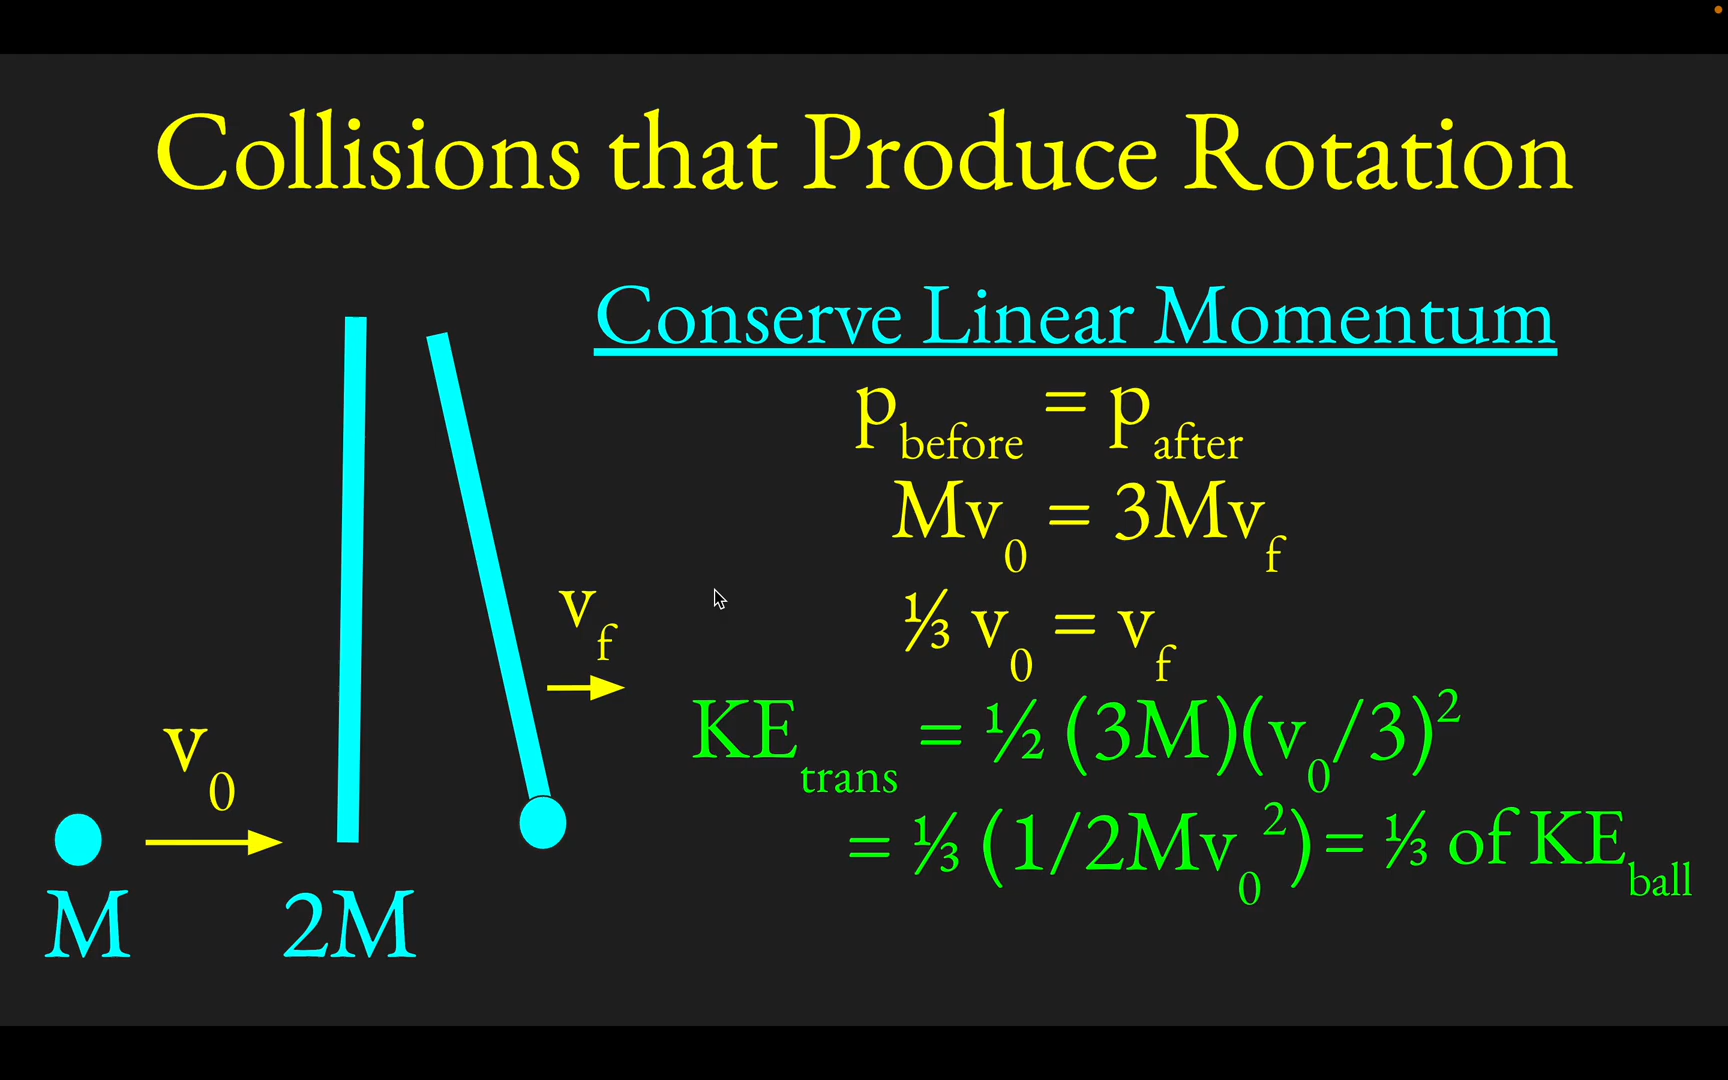 Collisions that Produce Rotation
Conserve Linear Momentum
p_before = p_after
Mv_0 = 3Mv_f
⅓ v_0 = v_f
KE_trans = ½ (3M)(v_0/3)²
= ⅓ (1/2Mv_0²) = ⅓ of KE_ball
v_f
v_0
M
2M